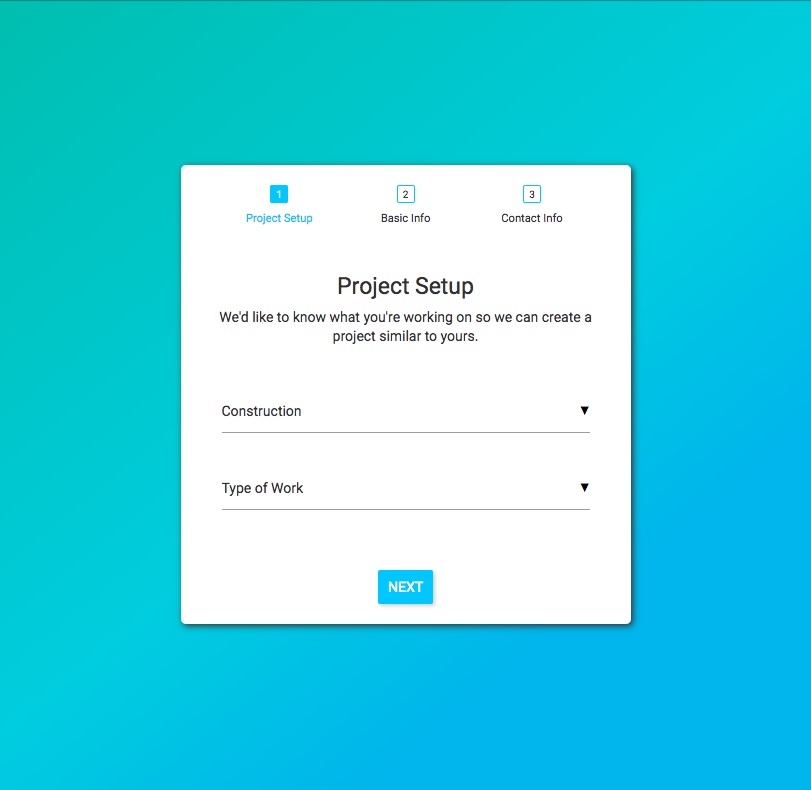 1 2 3
Project Setup Basic Info Contact Info
Project Setup
We'd like to know what you're working on so we can create a
project similar to yours.
Construction
Type of Work
NEXT